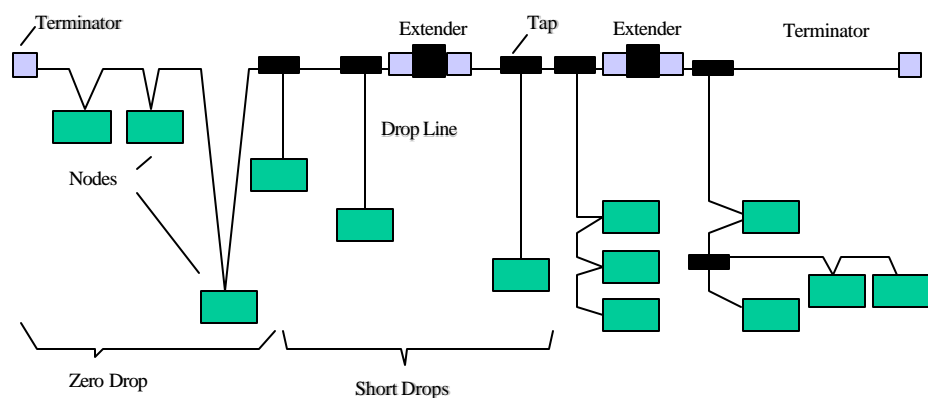 Terminator
Extender
Tap
Extender
Terminator
Drop Line
Nodes
Zero Drop
Short Drops